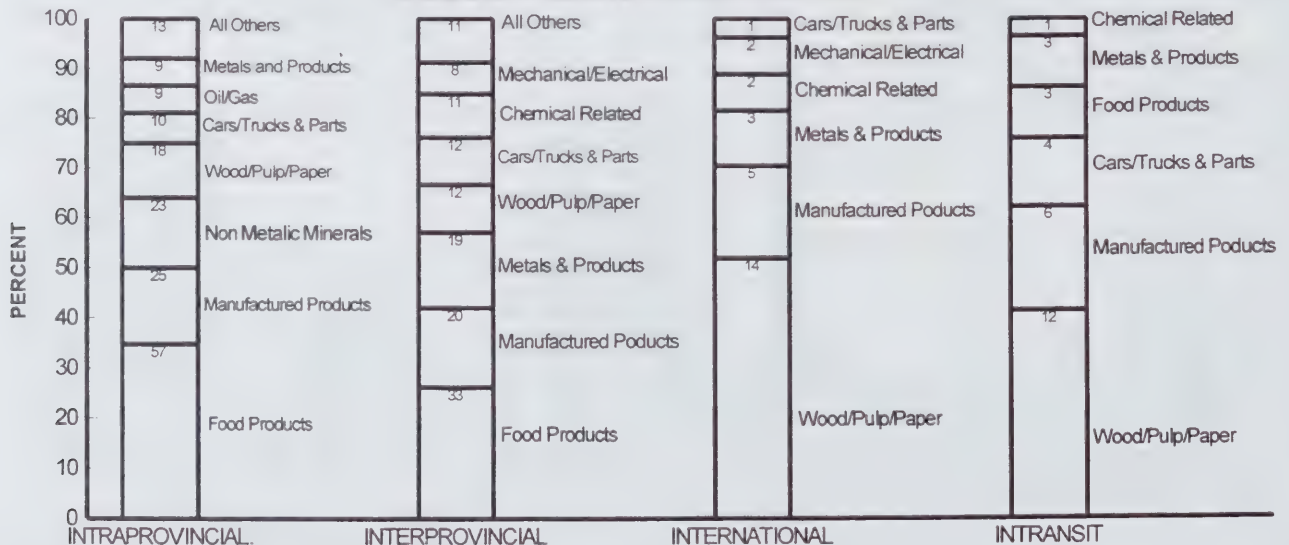 100
90
80
70
60
50
40
30
20
10
0
PERCENT
13 All Others
9 Metals and Products
9 Oil/Gas
10 Cars/Trucks & Parts
18 Wood/Pulp/Paper
23 Non Metalic Minerals
25 Manufactured Products
57 Food Products
INTRAPROVINCIAL.
11 All Others
8 Mechanical/Electrical
11 Chemical Related
12 Cars/Trucks & Parts
12 Wood/Pulp/Paper
19 Metals & Products
20 Manufactured Poducts
33 Food Products
INTERPROVINCIAL
1 Cars/Trucks & Parts
2 Mechanical/Electrical
2 Chemical Related
3 Metals & Products
5 Manufactured Poducts
14 Wood/Pulp/Paper
INTERNATIONAL
1 Chemical Related
3 Metals & Products
3 Food Products
4 Cars/Trucks & Parts
6 Manufactured Poducts
12 Wood/Pulp/Paper
INTRANSIT